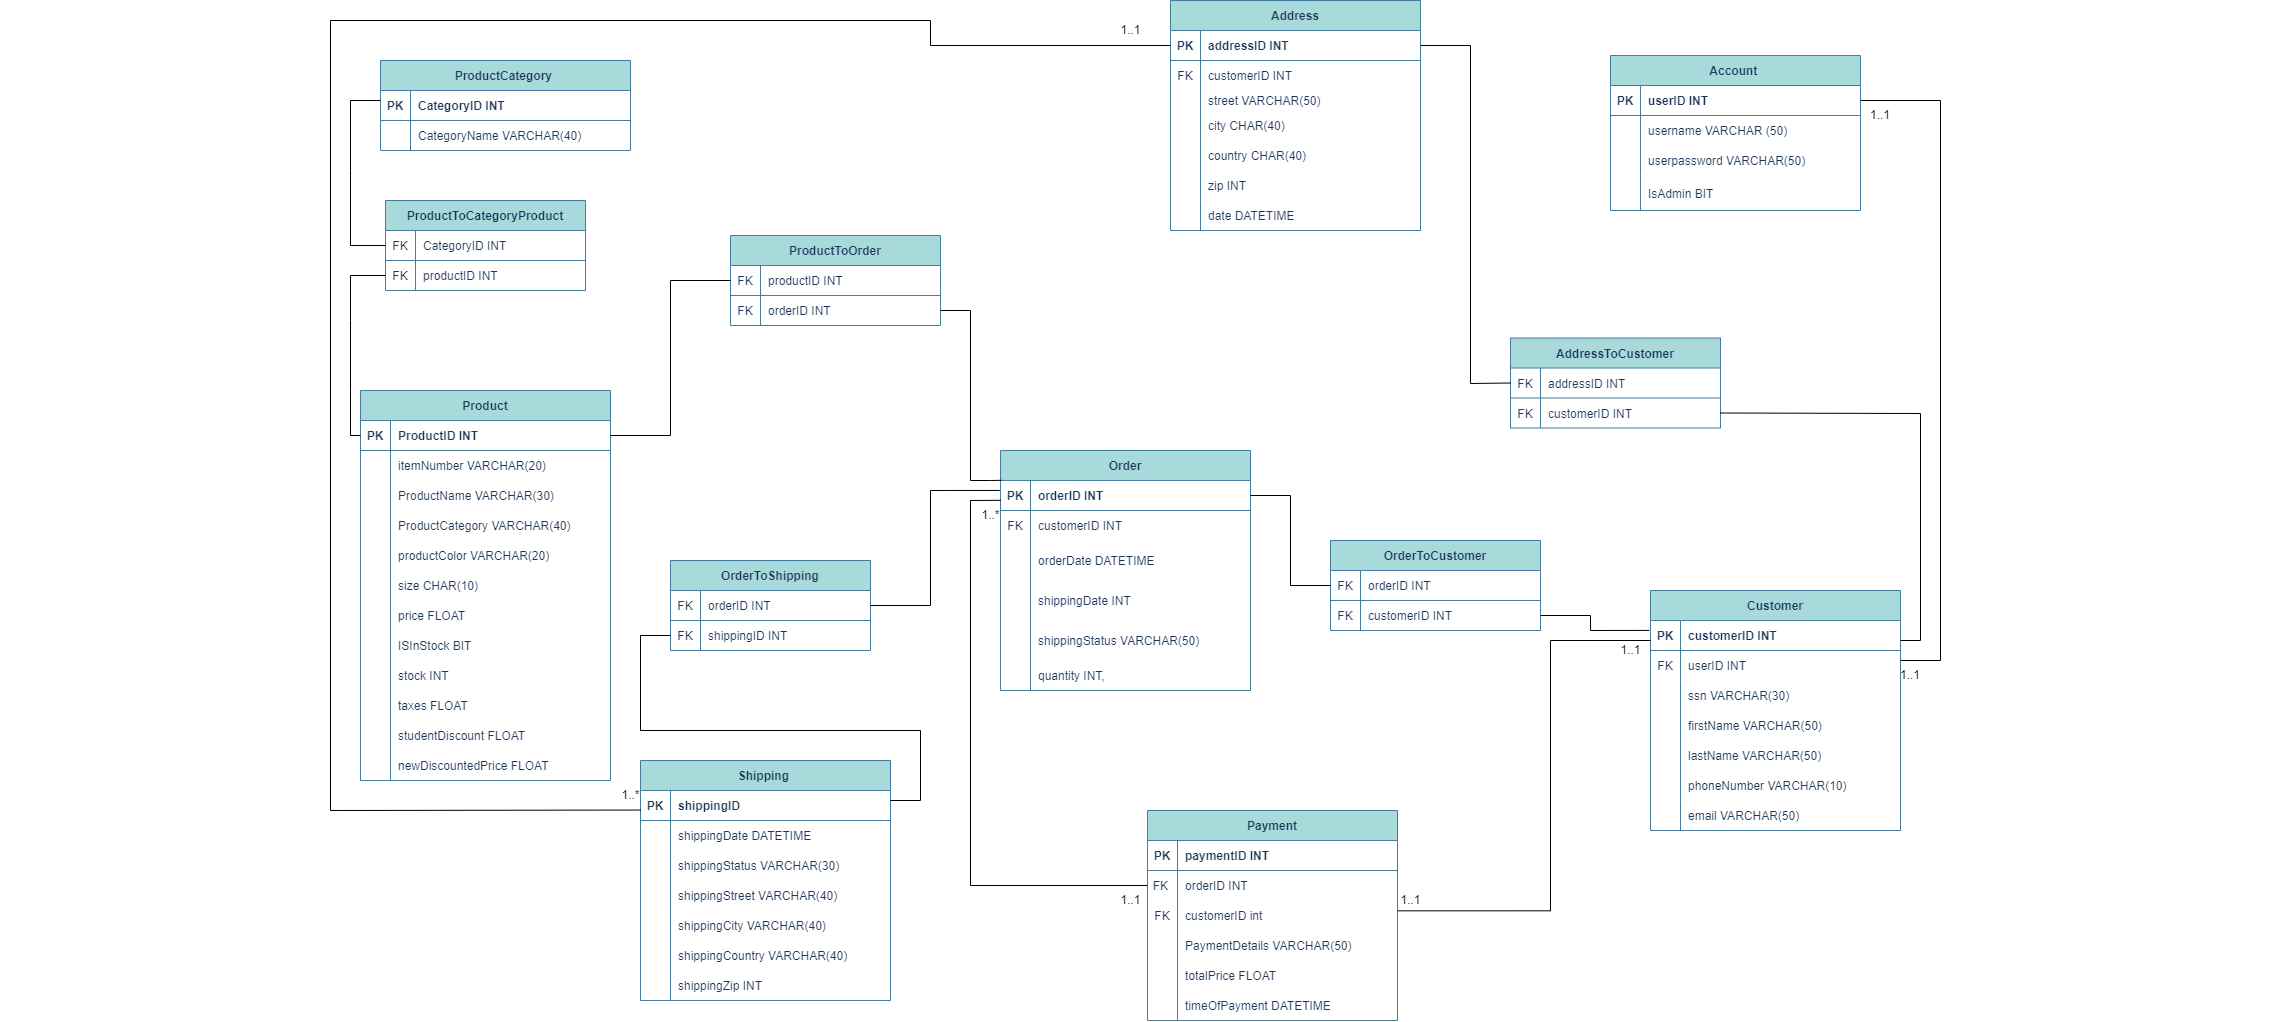 Address
PK addressID INT
FK customerID INT
street VARCHAR(50)
city CHAR(40)
country CHAR(40)
zip INT
date DATETIME
1..1
ProductCategory
PK CategoryID INT
CategoryName VARCHAR(40)
Account
PK userID INT
username VARCHAR (50)
userpassword VARCHAR(50)
IsAdmin BIT
1..1
ProductToCategoryProduct
FK CategoryID INT
FK productID INT
ProductToOrder
FK productID INT
FK orderID INT
AddressToCustomer
FK addressID INT
FK customerID INT
Product
PK ProductID INT
itemNumber VARCHAR(20)
ProductName VARCHAR(30)
ProductCategory VARCHAR(40)
productColor VARCHAR(20)
size CHAR(10)
price FLOAT
ISInStock BIT
stock INT
taxes FLOAT
studentDiscount FLOAT
newDiscountedPrice FLOAT
Order
PK orderID INT
FK customerID INT
orderDate DATETIME
shippingDate INT
shippingStatus VARCHAR(50)
quantity INT,
1..*
OrderToShipping
FK orderID INT
FK shippingID INT
OrderToCustomer
FK orderID INT
FK customerID INT
Customer
PK customerID INT
FK userID INT
ssn VARCHAR(30)
firstName VARCHAR(50)
lastName VARCHAR(50)
phoneNumber VARCHAR(10)
email VARCHAR(50)
1..1
1..1
Shipping
PK shippingID
shippingDate DATETIME
shippingStatus VARCHAR(30)
shippingStreet VARCHAR(40)
shippingCity VARCHAR(40)
shippingCountry VARCHAR(40)
shippingZip INT
1..*
Payment
PK paymentID INT
FK orderID INT
FK customerID int
PaymentDetails VARCHAR(50)
totalPrice FLOAT
timeOfPayment DATETIME
1..1
1..1